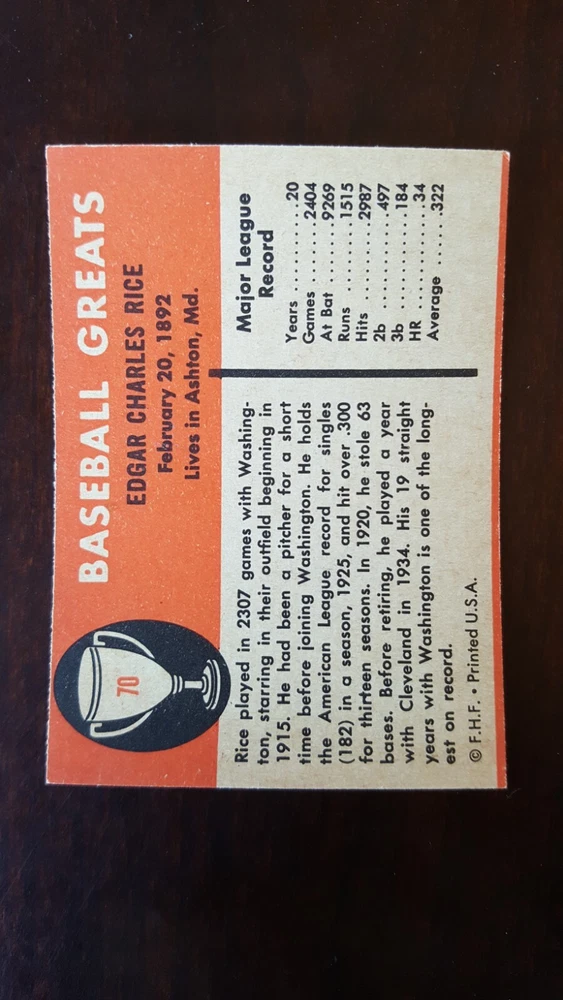 70
BASEBALL GREATS
EDGAR CHARLES RICE
February 20, 1892
Lives in Ashton, Md.
Rice played in 2307 games with Washing-
ton, starring in their outfield beginning in
1915. He had been a pitcher for a short
time before joining Washington. He holds
the American League record for singles
(182) in a season, 1925, and hit over .300
for thirteen seasons. In 1920, he stole 63
bases. Before retiring, he played a year
with Cleveland in 1934. His 19 straight
years with Washington is one of the long-
est on record.
© F.H.F. • Printed U.S.A.
Major League
Record
Years ............20
Games .........2404
At Bat .........9269
Runs ..........1515
Hits ...........2987
2b .............497
3b .............184
HR .............34
Average .......322